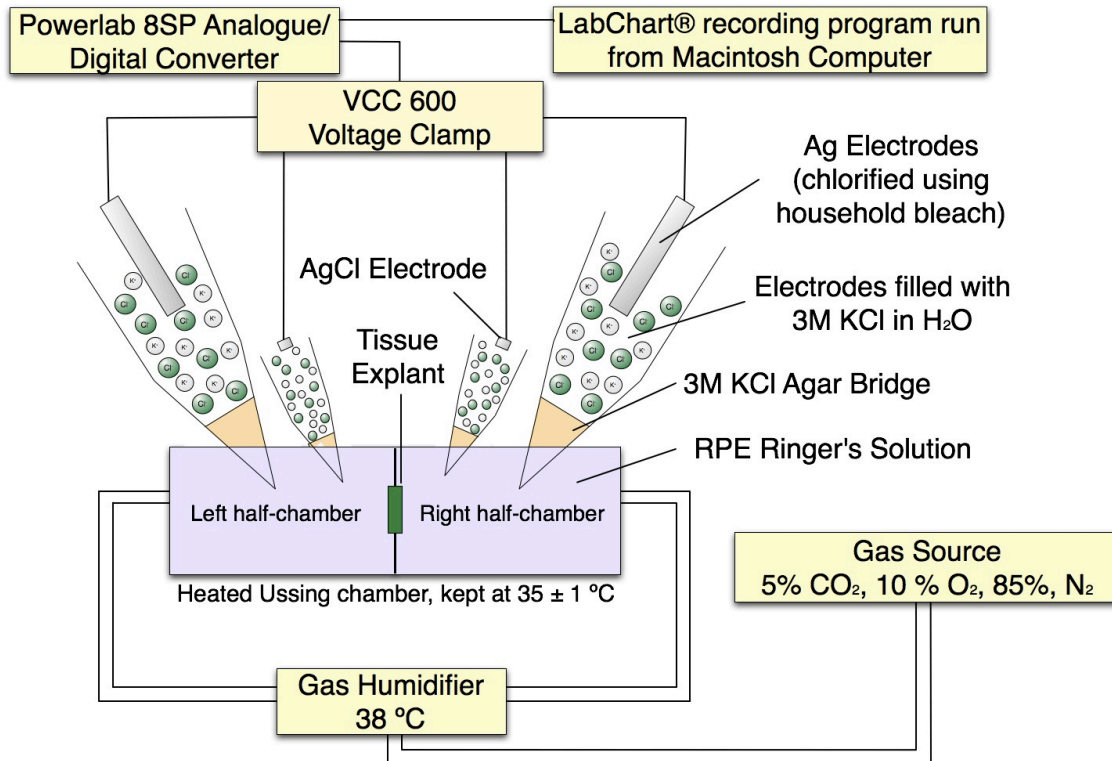 Powerlab 8SP Analogue/
Digital Converter
LabChart® recording program run
from Macintosh Computer
VCC 600
Voltage Clamp
Ag Electrodes
(chlorified using
household bleach)
AgCl Electrode
Electrodes filled with
3M KCl in H₂O
Tissue
Explant
3M KCl Agar Bridge
RPE Ringer's Solution
Left half-chamber
Right half-chamber
Heated Ussing chamber, kept at 35 ± 1 ºC
Gas Source
5% CO₂, 10 % O₂, 85%, N₂
Gas Humidifier
38 ºC